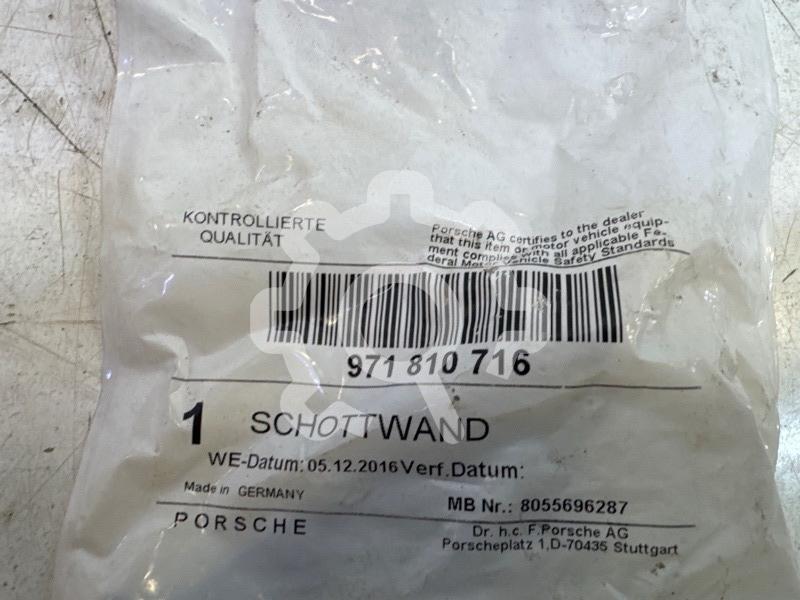 KONTROLLIERTE
QUALITÄT
Porsche AG certifies to the dealer
that this item or motor vehicle equip-
ment complies with all applicable Fe-
deral Motor Vehicle Safety Standards
971 810 716
1 SCHOTTWAND
WE-Datum: 05.12.2016 Verf.Datum:
Made in GERMANY
MB Nr.: 8055696287
PORSCHE
Dr. h.c. F.Porsche AG
Porscheplatz 1,D-70435 Stuttgart